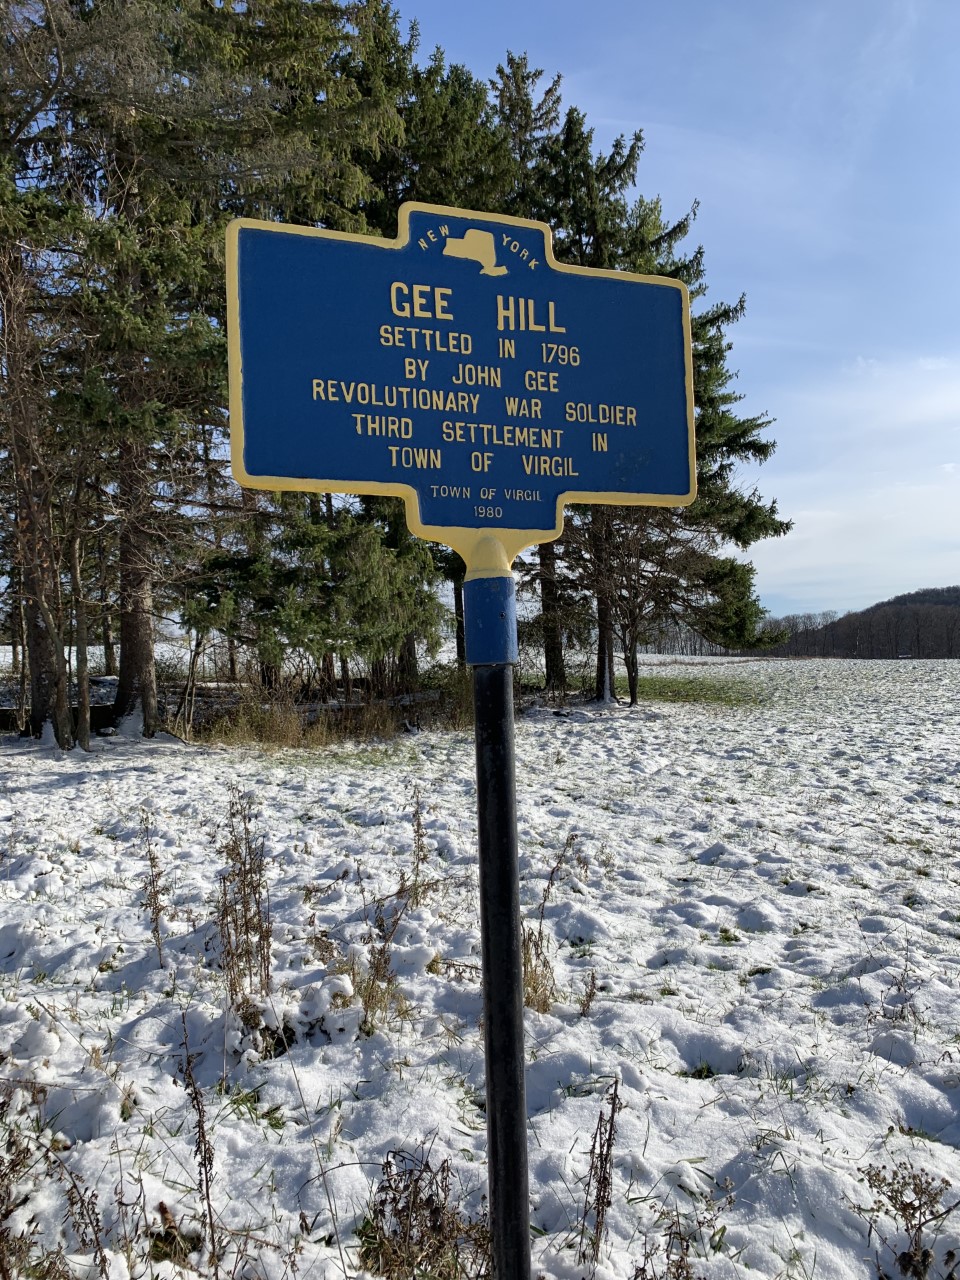 NEW YORK
GEE HILL
SETTLED IN 1796
BY JOHN GEE
REVOLUTIONARY WAR SOLDIER
THIRD SETTLEMENT IN
TOWN OF VIRGIL
TOWN OF VIRGIL
1980